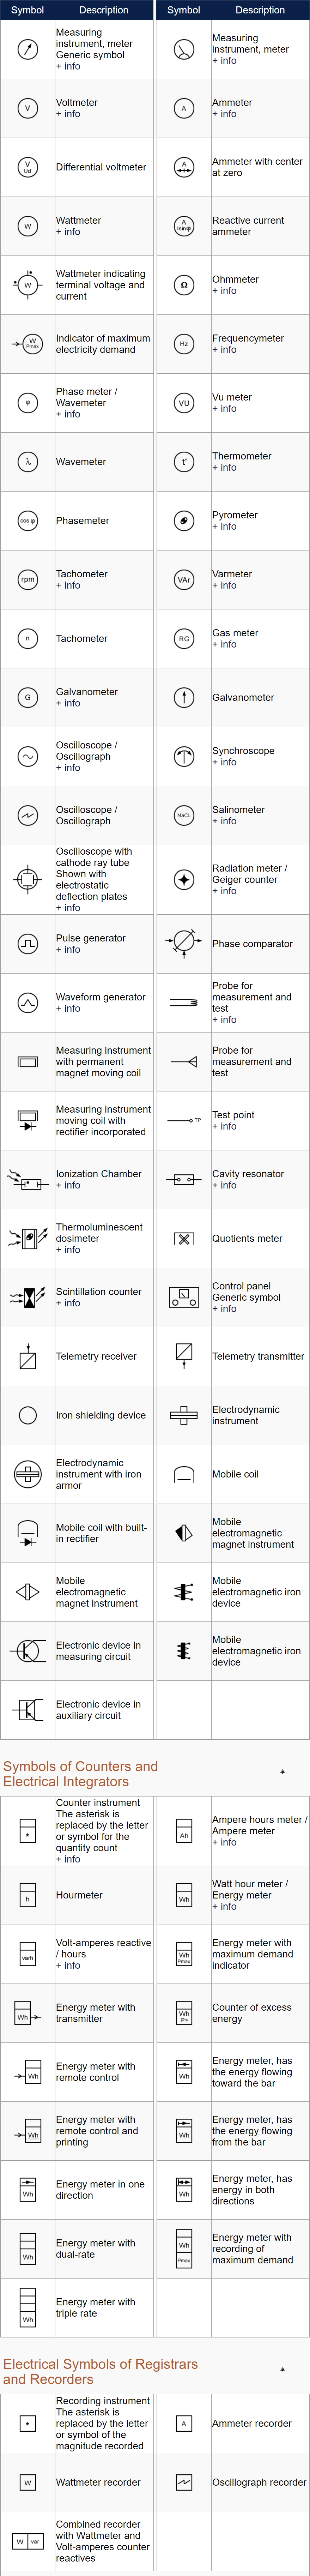 Symbol Description Symbol Description
Measuring
instrument, meter
Generic symbol
+ info
Measuring
instrument, meter
+ info
V
Voltmeter
+ info
A
Ammeter
+ info
V
Ud
Differential voltmeter
A
Ammeter with center
at zero
W
Wattmeter
+ info
A
Isinφ
Reactive current
ammeter
W
Wattmeter indicating
terminal voltage and
current
Ω
Ohmmeter
+ info
W
Pmax
Indicator of maximum
electricity demand
Hz
Frequencymeter
+ info
φ
Phase meter /
Wavemeter
+ info
VU
Vu meter
+ info
λ
Wavemeter
t°
Thermometer
+ info
cos φ
Phasemeter
Pyrometer
+ info
rpm
Tachometer
+ info
VAr
Varmeter
+ info
n
Tachometer
RG
Gas meter
+ info
G
Galvanometer
+ info
Galvanometer
Oscilloscope /
Oscillograph
+ info
Synchroscope
+ info
Oscilloscope /
Oscillograph
NaCL
Salinometer
+ info
Oscilloscope with
cathode ray tube
Shown with
electrostatic
deflection plates
+ info
Radiation meter /
Geiger counter
+ info
Pulse generator
+ info
Phase comparator
Waveform generator
+ info
Probe for
measurement and
test
+ info
Measuring instrument
with permanent
magnet moving coil
Probe for
measurement and
test
Measuring instrument
moving coil with
rectifier incorporated
TP
Test point
+ info
Ionization Chamber
+ info
Cavity resonator
+ info
Thermoluminescent
dosimeter
+ info
Quotients meter
Scintillation counter
+ info
Control panel
Generic symbol
+ info
Telemetry receiver
Telemetry transmitter
Iron shielding device
Electrodynamic
instrument
Electrodynamic
instrument with iron
armor
Mobile coil
Mobile coil with built-
in rectifier
Mobile
electromagnetic
magnet instrument
Mobile
electromagnetic
magnet instrument
Mobile
electromagnetic iron
device
Electronic device in
measuring circuit
Mobile
electromagnetic iron
device
Electronic device in
auxiliary circuit
Symbols of Counters and
Electrical Integrators
*
Counter instrument
The asterisk is
replaced by the letter
or symbol for the
quantity count
+ info
Ah
Ampere hours meter /
Ampere meter
+ info
h
Hourmeter
Wh
Watt hour meter /
Energy meter
+ info
varh
Volt-amperes reactive
/ hours
+ info
Wh
Pmax
Energy meter with
maximum demand
indicator
Wh
Energy meter with
transmitter
Wh
P>
Counter of excess
energy
Wh
Energy meter with
remote control
Wh
Energy meter, has
the energy flowing
toward the bar
Wh
Energy meter with
remote control and
printing
Wh
Energy meter, has
the energy flowing
from the bar
Wh
Energy meter in one
direction
Wh
Energy meter, has
energy in both
directions
Wh
Energy meter with
dual-rate
Wh
Pmax
Energy meter with
recording of
maximum demand
Wh
Energy meter with
triple rate
Electrical Symbols of Registrars
and Recorders
*
Recording instrument
The asterisk is
replaced by the letter
or symbol of the
magnitude recorded
A
Ammeter recorder
W
Wattmeter recorder
Oscillograph recorder
W var
Combined recorder
with Wattmeter and
Volt-amperes counter
reactives